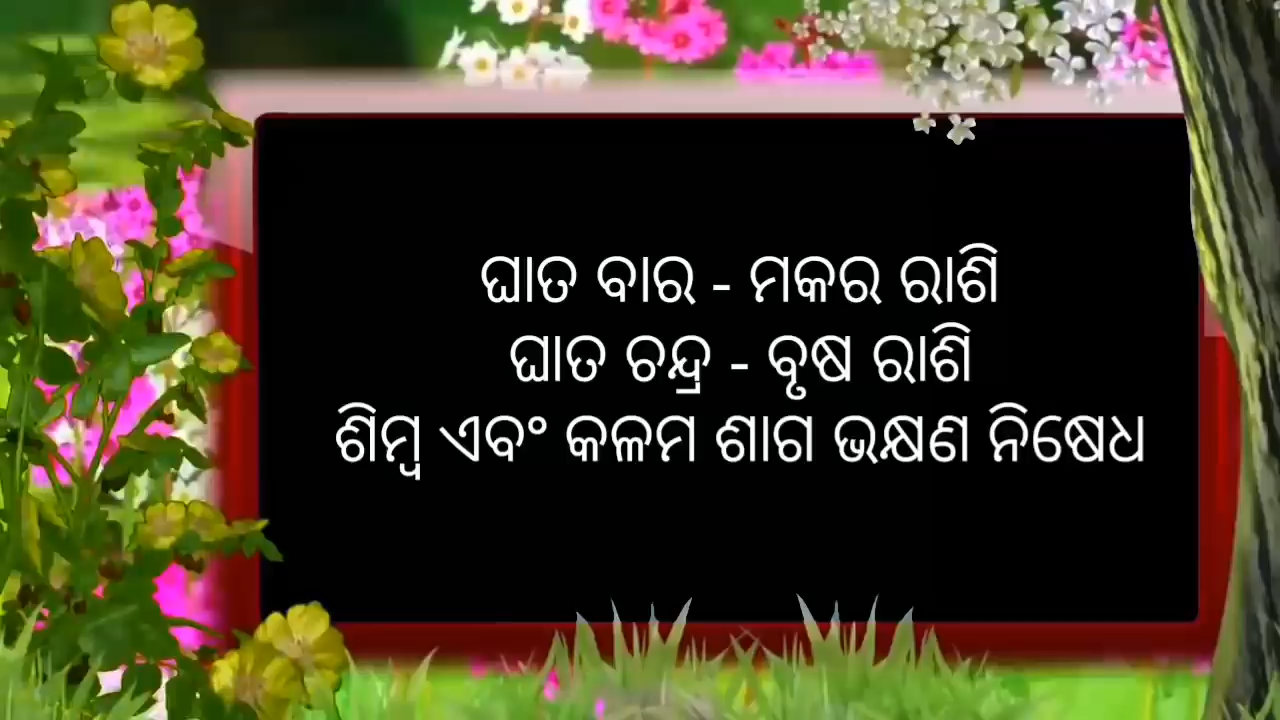 ଘାତ ବାର - ମକର ରାଶି
ଘାତ ଚନ୍ଦ୍ର - ବୃଷ ରାଶି
ଶିମ୍ବ ଏବଂ କଳମ ଶାଗ ଭକ୍ଷଣ ନିଷେଧ